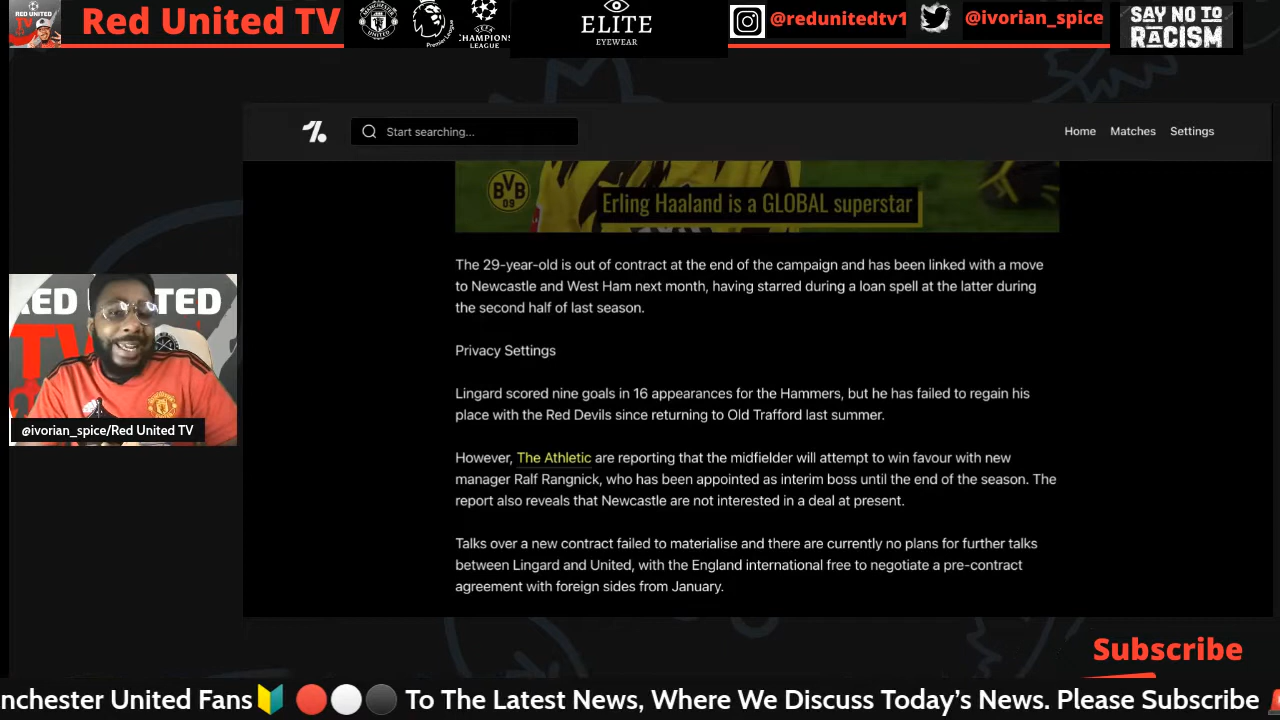 Red United TV
Premier
League
CHAMPIONS
LEAGUE
ELITE
EYEWEAR
@redunitedtv1
@ivorian_spice
SAY NO TO
RACISM
Start searching...
Home Matches Settings
BVB
09
Erling Haaland is a GLOBAL superstar
The 29-year-old is out of contract at the end of the campaign and has been linked with a move
to Newcastle and West Ham next month, having starred during a loan spell at the latter during
the second half of last season.
Privacy Settings
Lingard scored nine goals in 16 appearances for the Hammers, but he has failed to regain his
place with the Red Devils since returning to Old Trafford last summer.
However, The Athletic are reporting that the midfielder will attempt to win favour with new
manager Ralf Rangnick, who has been appointed as interim boss until the end of the season. The
report also reveals that Newcastle are not interested in a deal at present.
Talks over a new contract failed to materialise and there are currently no plans for further talks
between Lingard and United, with the England international free to negotiate a pre-contract
agreement with foreign sides from January.
RED UNITED
TV
@ivorian_spice/Red United TV
Subscribe
nchester United Fans🔰 🔴⚪⚫ To The Latest News, Where We Discuss Today's News. Please Subscribe